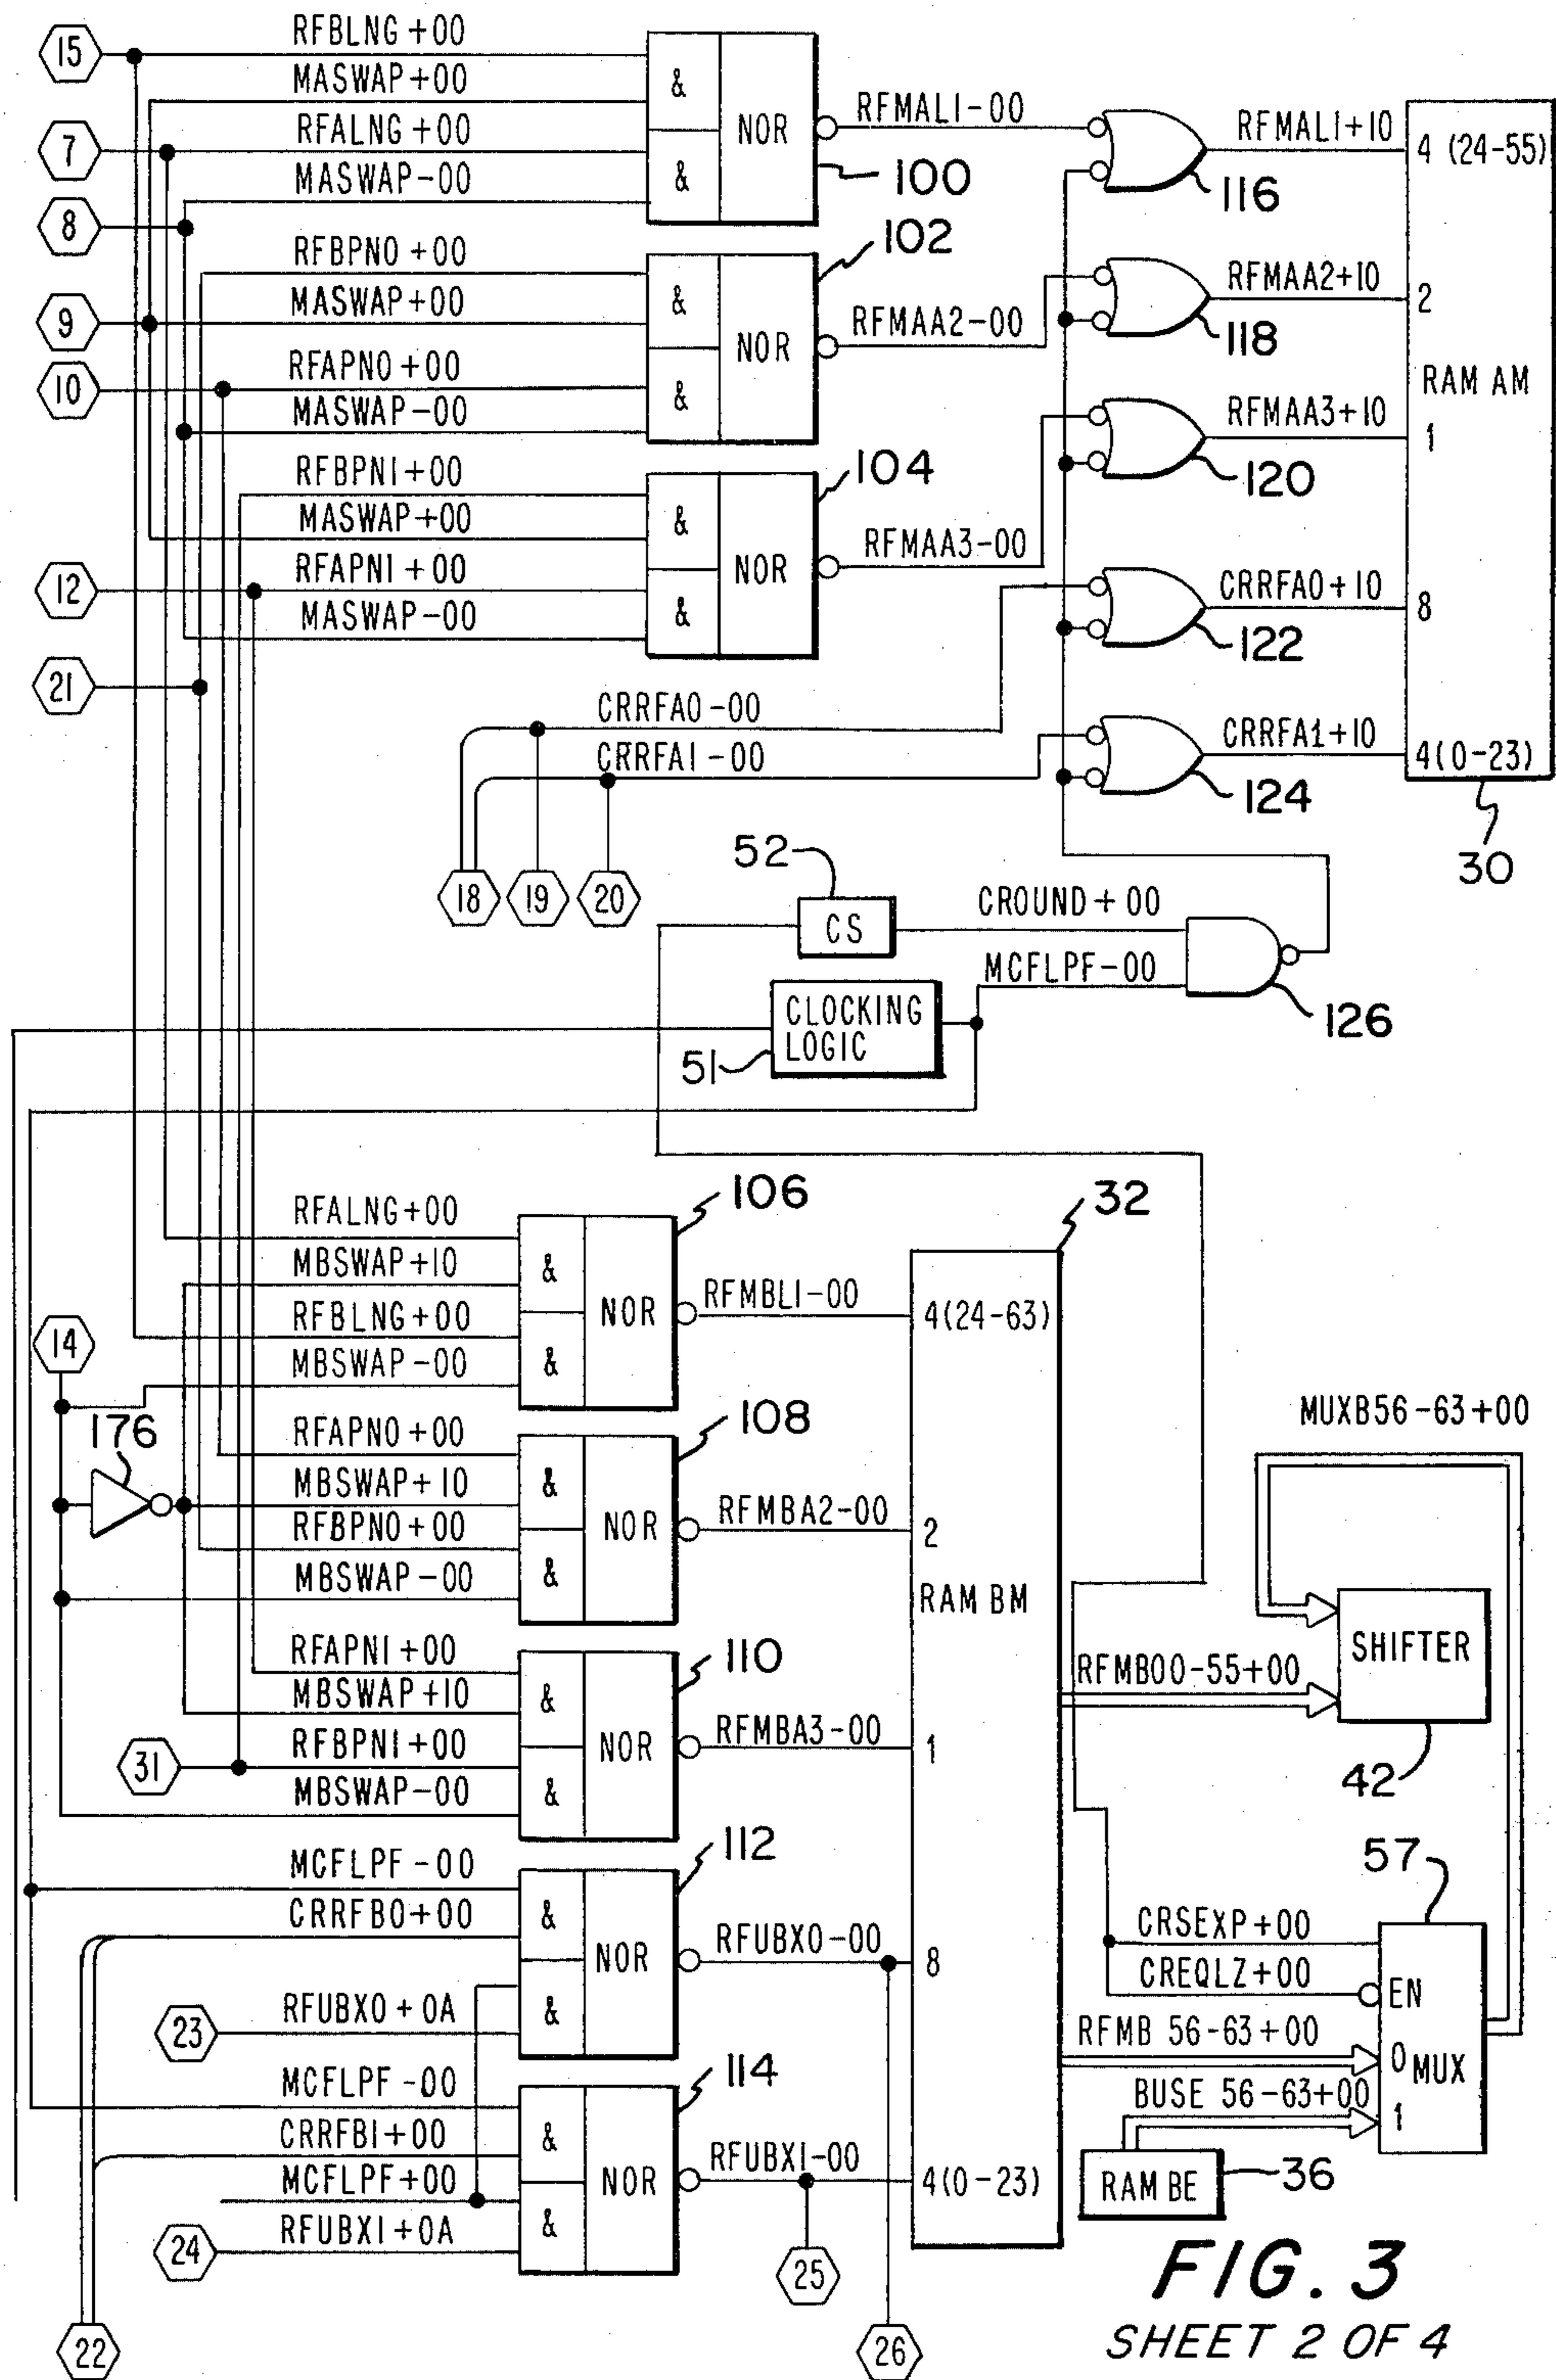 15
RFBLNG+00
MASWAP+00
7
RFALNG+00
MASWAP-00
8
&
&
NOR
100
RFMAL1-00
116
RFMAL1+10
4 (24-55)
RFBPN0+00
MASWAP+00
9
RFAPN0+00
10
MASWAP-00
&
&
NOR
102
RFMAA2-00
118
RFMAA2+10
2
RAM AM
RFBPN1+00
MASWAP+00
12
RFAPN1+00
MASWAP-00
&
&
NOR
104
RFMAA3-00
120
RFMAA3+10
1
122
CRRFA0+10
8
21
CRRFA0-00
CRRFA1-00
124
CRRFA1+10
4(0-23)
30
18
19
20
52
CS
CROUND+00
MCFLPF-00
126
CLOCKING
LOGIC
51
RFALNG+00
MBSWAP+10
RFBLNG+00
MBSWAP-00
14
&
&
NOR
106
RFMBL1-00
32
4(24-63)
176
RFAPN0+00
MBSWAP+10
RFBPN0+00
MBSWAP-00
&
&
NOR
108
RFMBA2-00
2
RAM BM
MUXB56-63+00
SHIFTER
42
RFMB00-55+00
RFAPN1+00
MBSWAP+10
RFBPN1+00
31
MBSWAP-00
&
&
NOR
110
RFMBA3-00
1
MCFLPF-00
CRRFB0+00
RFUBX0+0A
23
&
&
NOR
112
RFUBX0-00
8
57
CRSEXP+00
CREQLZ+00
EN
RFMB 56-63+00
0
MUX
BUSE 56-63+00
1
RAM BE
36
MCFLPF-00
CRRFB1+00
MCFLPF+00
RFUBX1+0A
24
&
&
NOR
114
RFUBX1-00
4(0-23)
25
22
26
FIG. 3
SHEET 2 OF 4